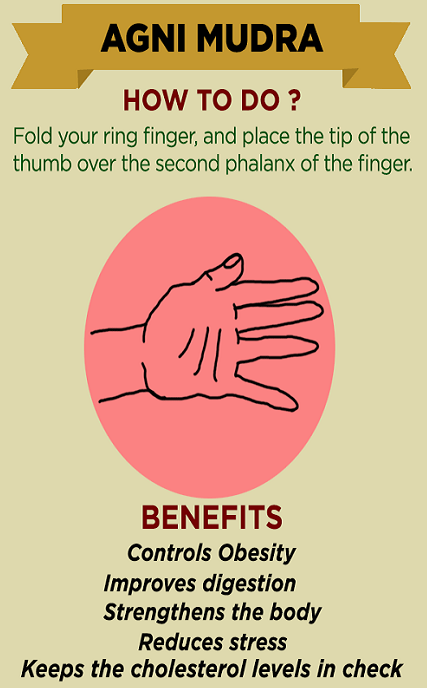 AGNI MUDRA
HOW TO DO ?
Fold your ring finger, and place the tip of the
thumb over the second phalanx of the finger.
BENEFITS
Controls Obesity
Improves digestion
Strengthens the body
Reduces stress
Keeps the cholesterol levels in check